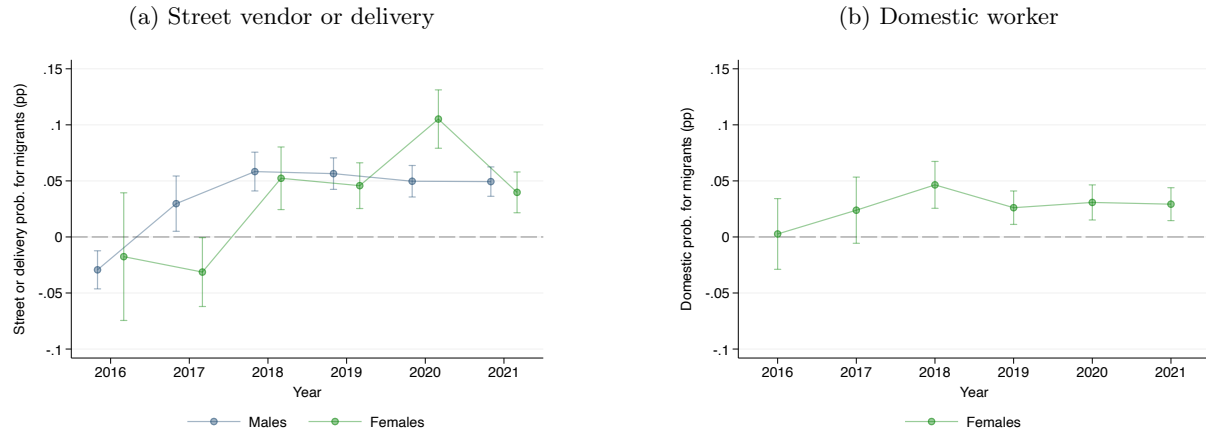 (a) Street vendor or delivery
Street or delivery prob. for migrants (pp)
.15
.1
.05
0
-.05
-.1
2016 2017 2018 2019 2020 2021
Year
Males Females
(b) Domestic worker
Domestic prob. for migrants (pp)
.15
.1
.05
0
-.05
-.1
2016 2017 2018 2019 2020 2021
Year
Females